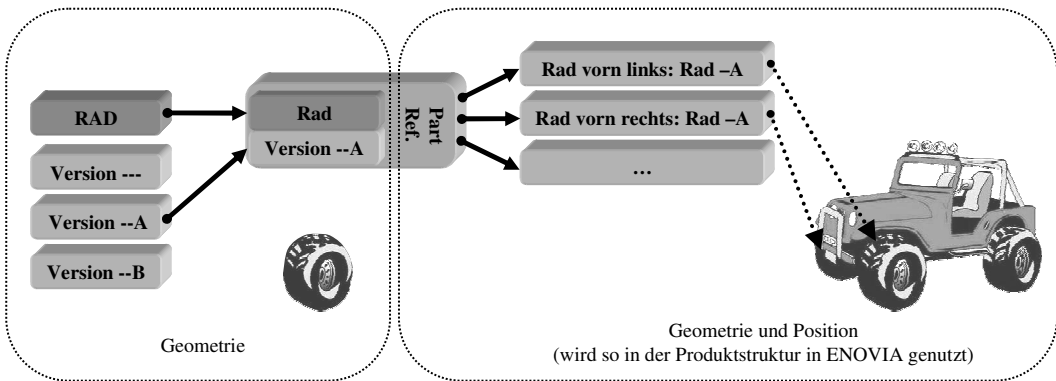 RAD
Version ---
Version --A
Version --B
Rad
Version --A
Part
Ref.
Rad vorn links: Rad –A
Rad vorn rechts: Rad –A
…
Geometrie
Geometrie und Position
(wird so in der Produktstruktur in ENOVIA genutzt)